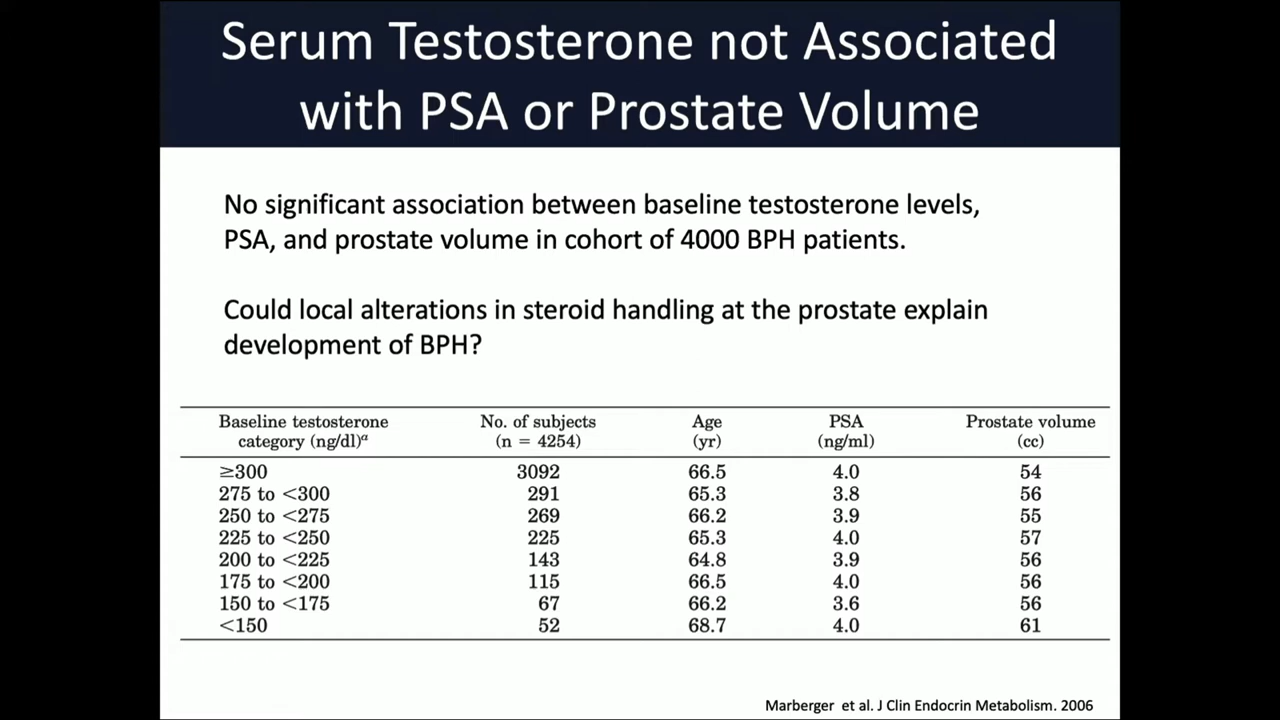 Serum Testosterone not Associated
with PSA or Prostate Volume
No significant association between baseline testosterone levels,
PSA, and prostate volume in cohort of 4000 BPH patients.
Could local alterations in steroid handling at the prostate explain
development of BPH?
Baseline testosterone No. of subjects Age PSA Prostate volume
category (ng/dl)ᵃ (n = 4254) (yr) (ng/ml) (cc)
≥300 3092 66.5 4.0 54
275 to <300 291 65.3 3.8 56
250 to <275 269 66.2 3.9 55
225 to <250 225 65.3 4.0 57
200 to <225 143 64.8 3.9 56
175 to <200 115 66.5 4.0 56
150 to <175 67 66.2 3.6 56
<150 52 68.7 4.0 61
Marberger et al. J Clin Endocrin Metabolism. 2006